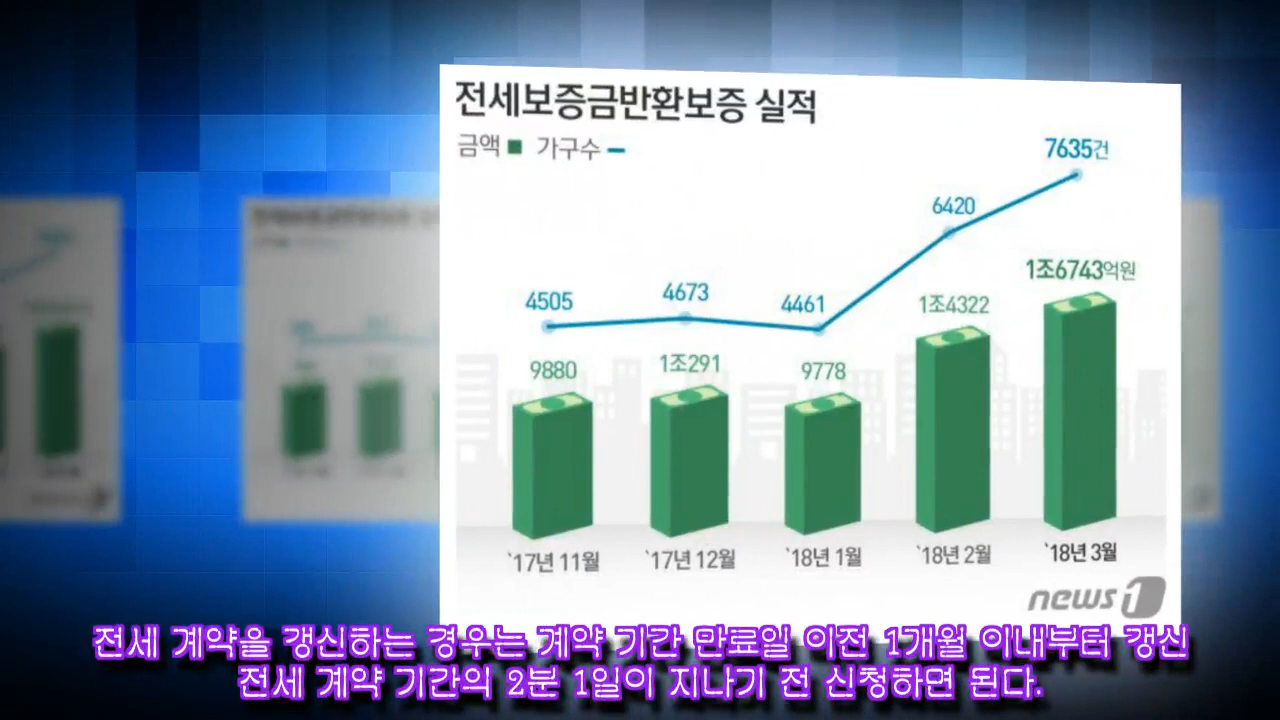 전세보증금반환보증 실적
금액 가구수
7635건
6420
4505 4673 4461
1조6743억원
1조4322
9880 1조291 9778
`17년 11월 `17년 12월 `18년 1월 `18년 2월 `18년 3월
news1
전세 계약을 갱신하는 경우는 계약 기간 만료일 이전 1개월 이내부터 갱신
전세 계약 기간의 2분 1일이 지나기 전 신청하면 된다.